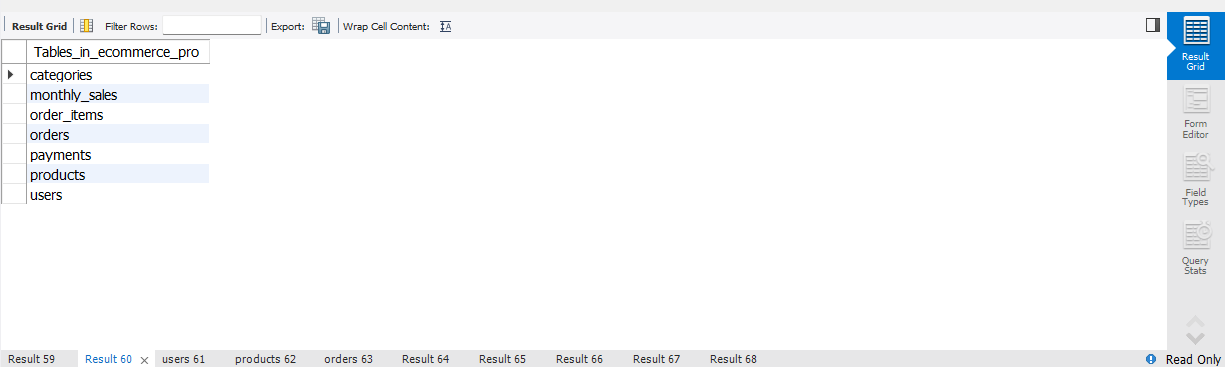 Result Grid Filter Rows: Export: Wrap Cell Content:
Tables_in_ecommerce_pro
categories
monthly_sales
order_items
orders
payments
products
users
Result
Grid
Form
Editor
Field
Types
Query
Stats
Result 59 Result 60 users 61 products 62 orders 63 Result 64 Result 65 Result 66 Result 67 Result 68 Read Only